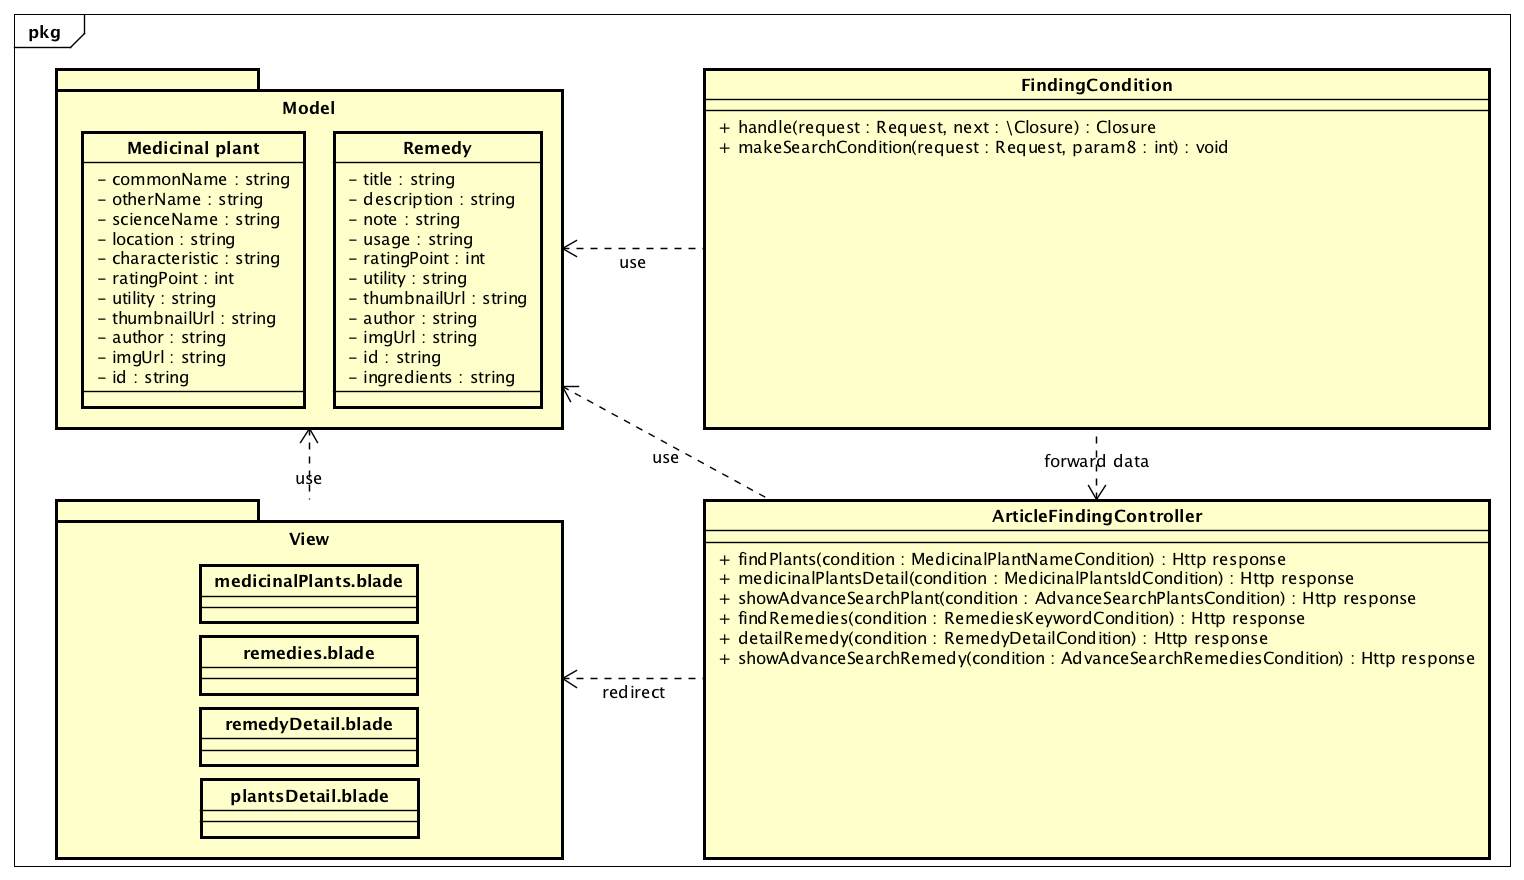 pkg
Model
Medicinal plant
- commonName : string
- otherName : string
- scienceName : string
- location : string
- characteristic : string
- ratingPoint : int
- utility : string
- thumbnailUrl : string
- author : string
- imgUrl : string
- id : string
Remedy
- title : string
- description : string
- note : string
- usage : string
- ratingPoint : int
- utility : string
- thumbnailUrl : string
- author : string
- imgUrl : string
- id : string
- ingredients : string
FindingCondition
+ handle(request : Request, next : \Closure) : Closure
+ makeSearchCondition(request : Request, param8 : int) : void
use
use
use
forward data
View
medicinalPlants.blade
remedies.blade
remedyDetail.blade
plantsDetail.blade
redirect
ArticleFindingController
+ findPlants(condition : MedicinalPlantNameCondition) : Http response
+ medicinalPlantsDetail(condition : MedicinalPlantsIdCondition) : Http response
+ showAdvanceSearchPlant(condition : AdvanceSearchPlantsCondition) : Http response
+ findRemedies(condition : RemediesKeywordCondition) : Http response
+ detailRemedy(condition : RemedyDetailCondition) : Http response
+ showAdvanceSearchRemedy(condition : AdvanceSearchRemediesCondition) : Http response